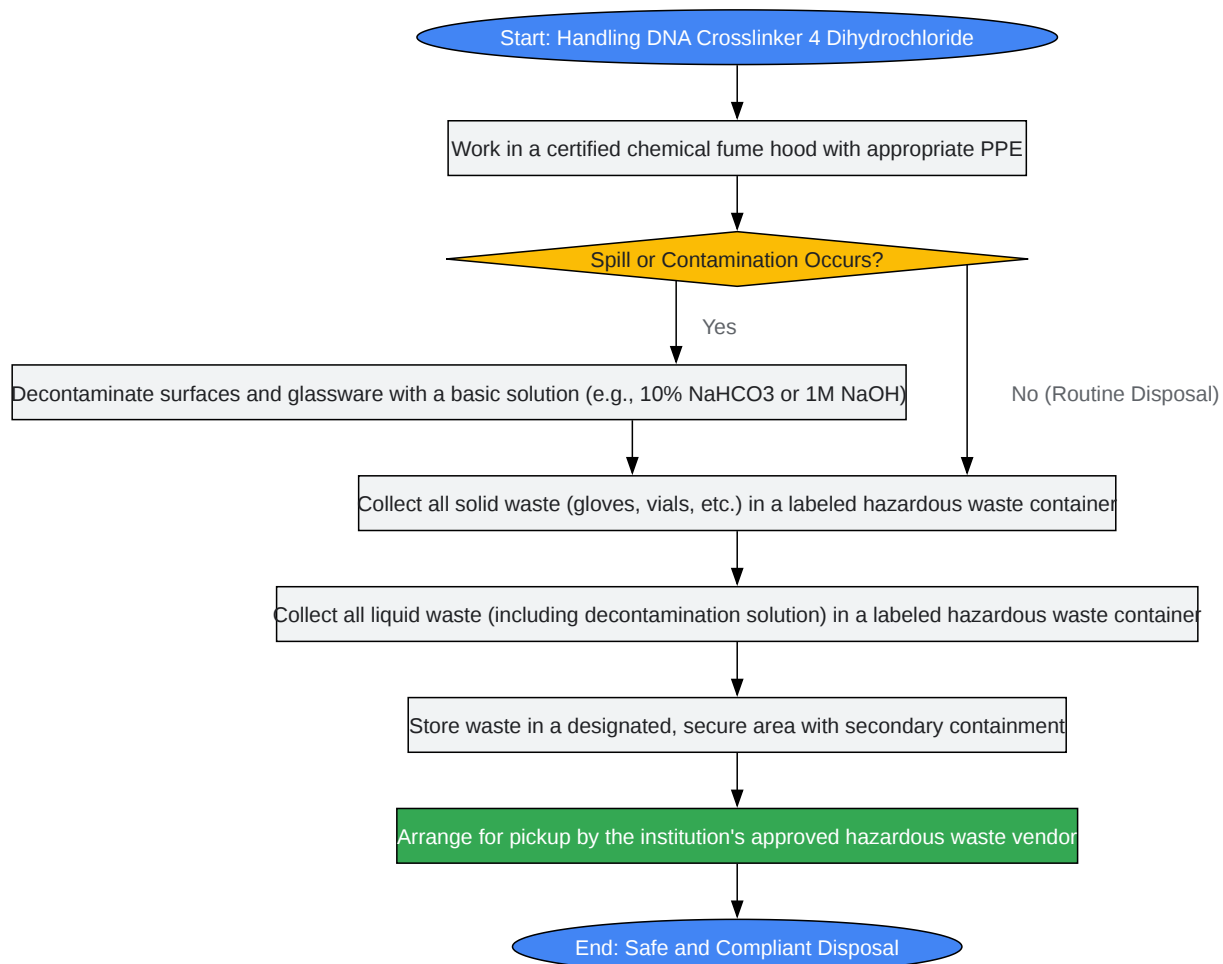 Start: Handling DNA Crosslinker 4 Dihydrochloride
Work in a certified chemical fume hood with appropriate PPE
Spill or Contamination Occurs?
Yes
Decontaminate surfaces and glassware with a basic solution (e.g., 10% NaHCO3 or 1M NaOH)
No (Routine Disposal)
Collect all solid waste (gloves, vials, etc.) in a labeled hazardous waste container
Collect all liquid waste (including decontamination solution) in a labeled hazardous waste container
Store waste in a designated, secure area with secondary containment
Arrange for pickup by the institution's approved hazardous waste vendor
End: Safe and Compliant Disposal